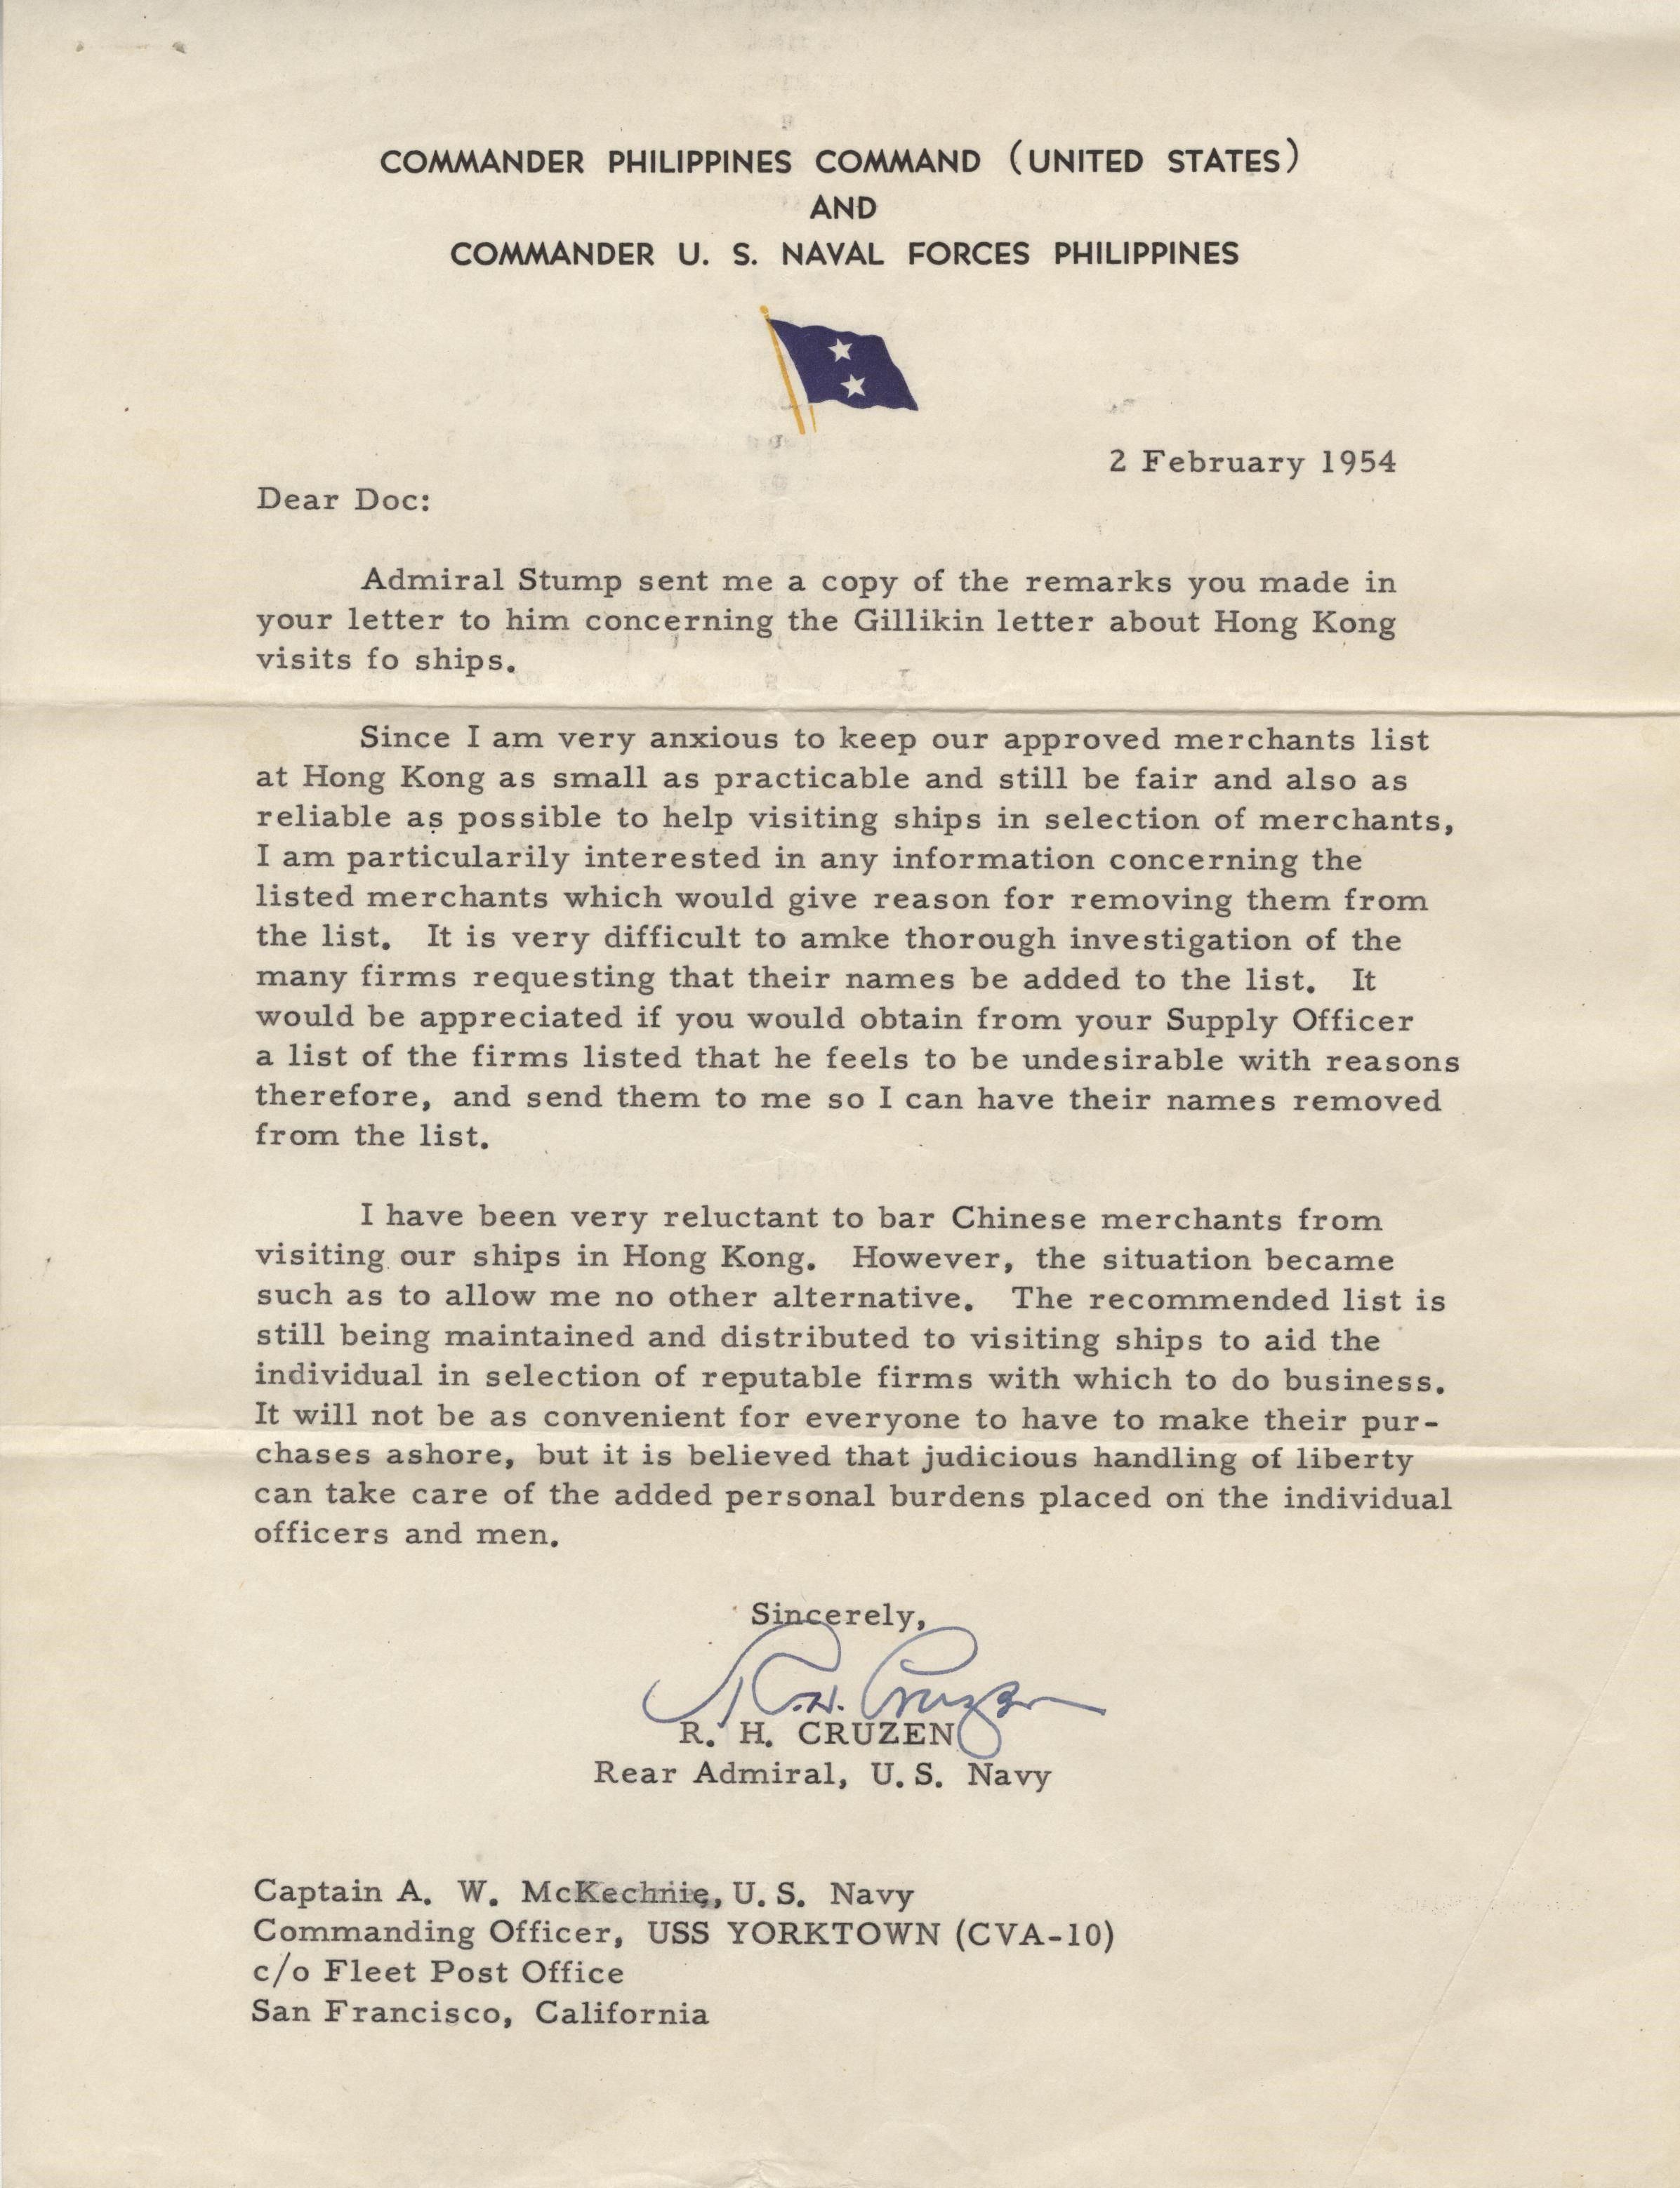 COMMANDER PHILIPPINES COMMAND (UNITED STATES)
AND
COMMANDER U. S. NAVAL FORCES PHILIPPINES
2 February 1954
Dear Doc:
Admiral Stump sent me a copy of the remarks you made in
your letter to him concerning the Gillikin letter about Hong Kong
visits fo ships.
Since I am very anxious to keep our approved merchants list
at Hong Kong as small as practicable and still be fair and also as
reliable as possible to help visiting ships in selection of merchants,
I am particularily interested in any information concerning the
listed merchants which would give reason for removing them from
the list. It is very difficult to amke thorough investigation of the
many firms requesting that their names be added to the list. It
would be appreciated if you would obtain from your Supply Officer
a list of the firms listed that he feels to be undesirable with reasons
therefore, and send them to me so I can have their names removed
from the list.
I have been very reluctant to bar Chinese merchants from
visiting our ships in Hong Kong. However, the situation became
such as to allow me no other alternative. The recommended list is
still being maintained and distributed to visiting ships to aid the
individual in selection of reputable firms with which to do business.
It will not be as convenient for everyone to have to make their pur-
chases ashore, but it is believed that judicious handling of liberty
can take care of the added personal burdens placed on the individual
officers and men.
Sincerely,
R. H. Cruzen
R. H. CRUZEN
Rear Admiral, U. S. Navy
Captain A. W. McKechnie, U. S. Navy
Commanding Officer, USS YORKTOWN (CVA-10)
c/o Fleet Post Office
San Francisco, California